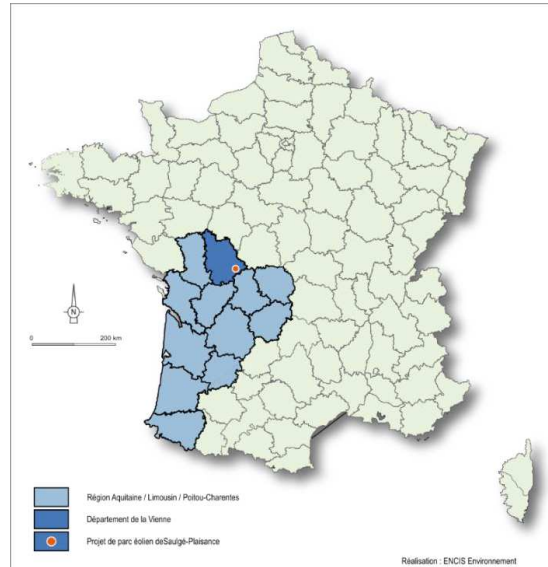 N
0
200 km
Région Aquitaine / Limousin / Poitou-Charentes
Département de la Vienne
Projet de parc éolien deSaulgé-Plaisance
Réalisation : ENCIS Environnement